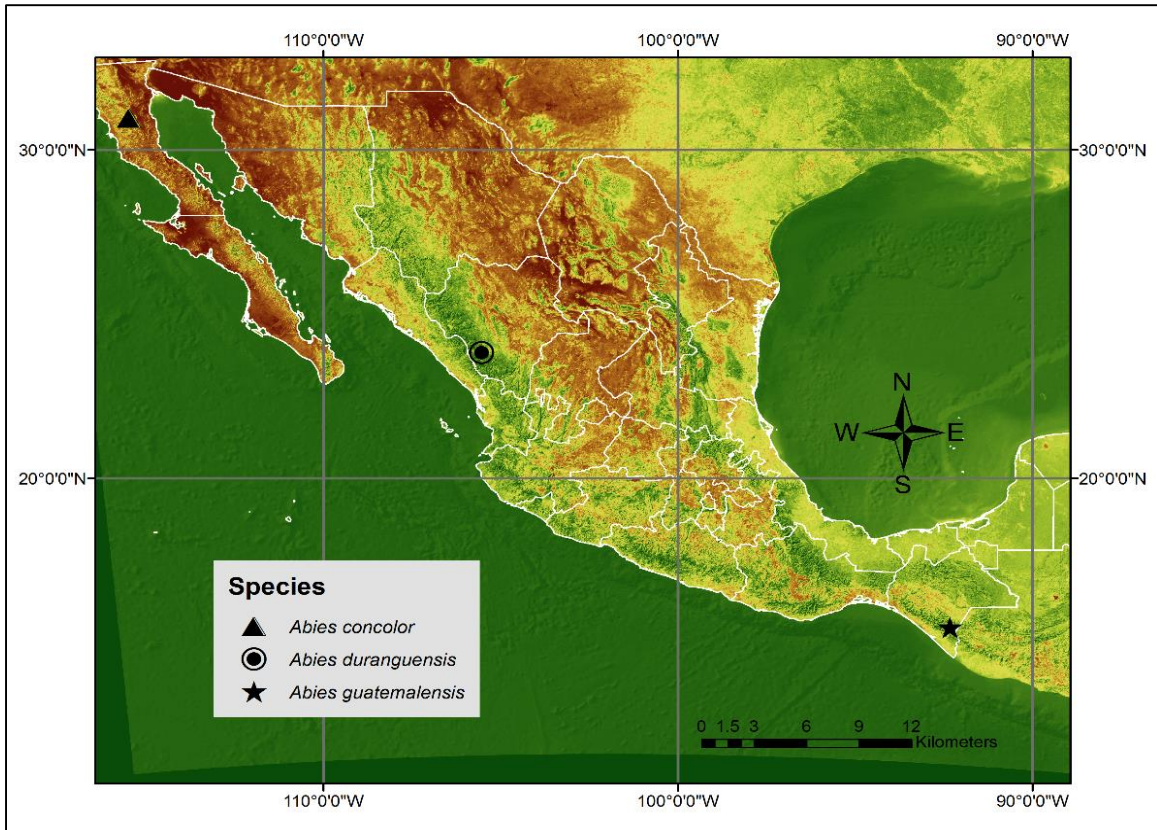 110°0'0"W 100°0'0"W 90°0'0"W
30°0'0"N 30°0'0"N
N
W E
S
20°0'0"N 20°0'0"N
Species
Abies concolor
Abies duranguensis
Abies guatemalensis
0 1.5 3 6 9 12
Kilometers
110°0'0"W 100°0'0"W 90°0'0"W